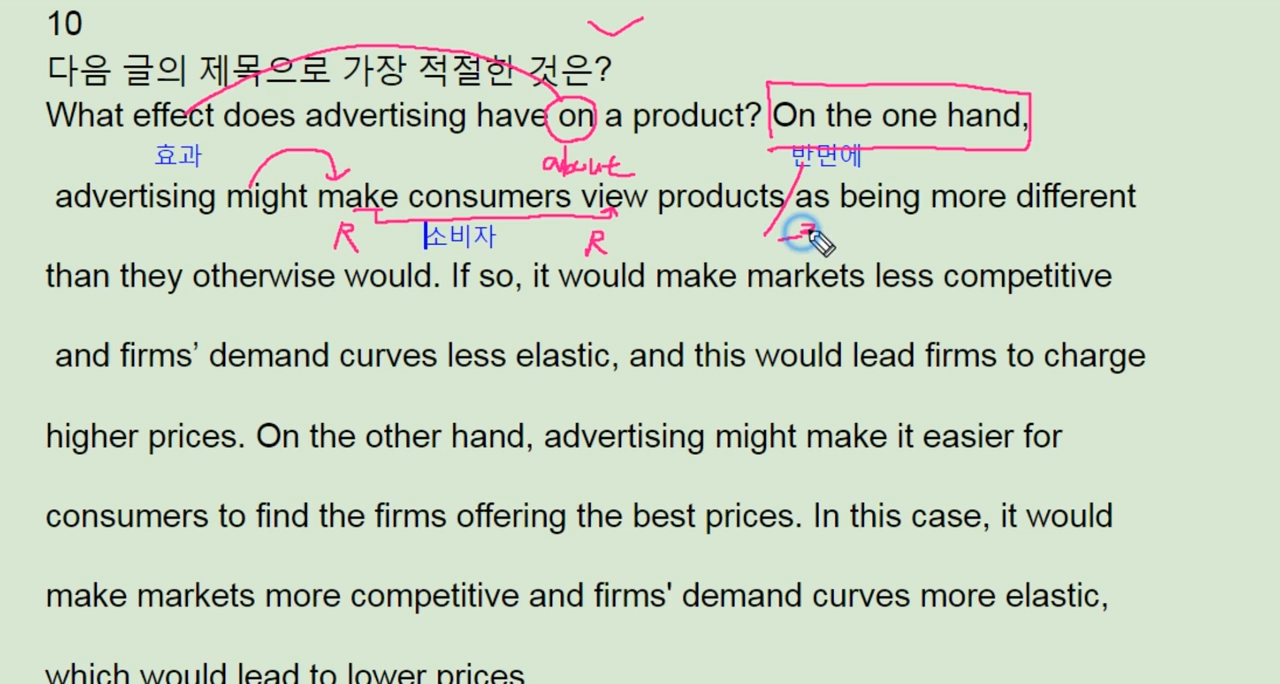 10
다음 글의 제목으로 가장 적절한 것은?
What effect does advertising have on a product? On the one hand,
효과 about 반면에
advertising might make consumers view products as being more different
R 소비자 R
than they otherwise would. If so, it would make markets less competitive
and firms’ demand curves less elastic, and this would lead firms to charge
higher prices. On the other hand, advertising might make it easier for
consumers to find the firms offering the best prices. In this case, it would
make markets more competitive and firms' demand curves more elastic,
which would lead to lower prices